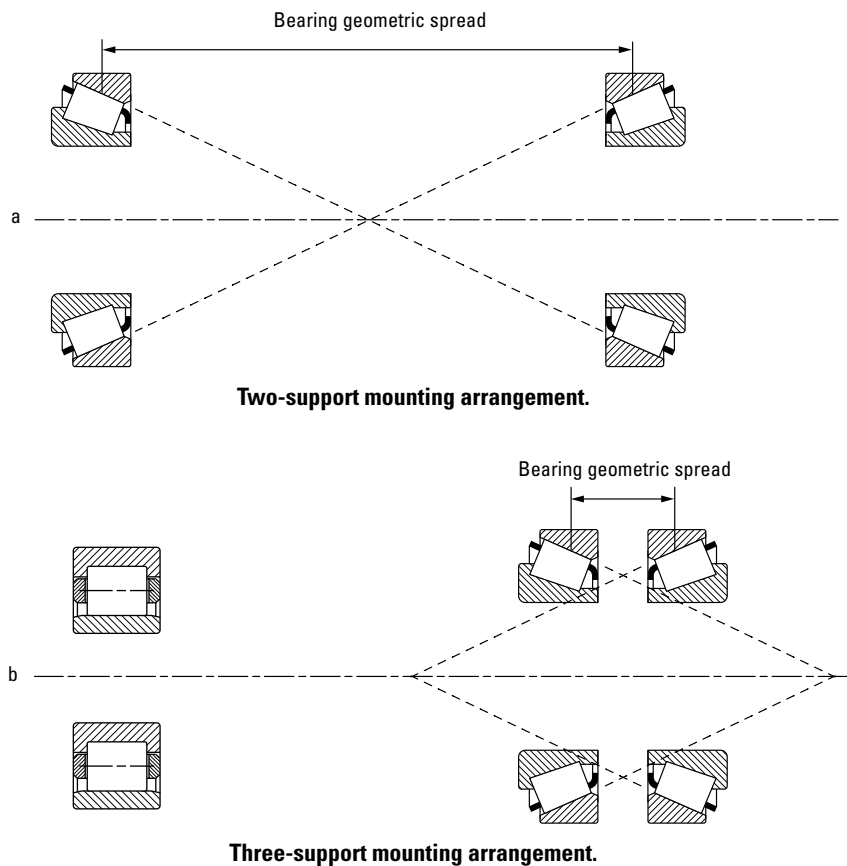 Bearing geometric spread
a
Two-support mounting arrangement.
Bearing geometric spread
b
Three-support mounting arrangement.